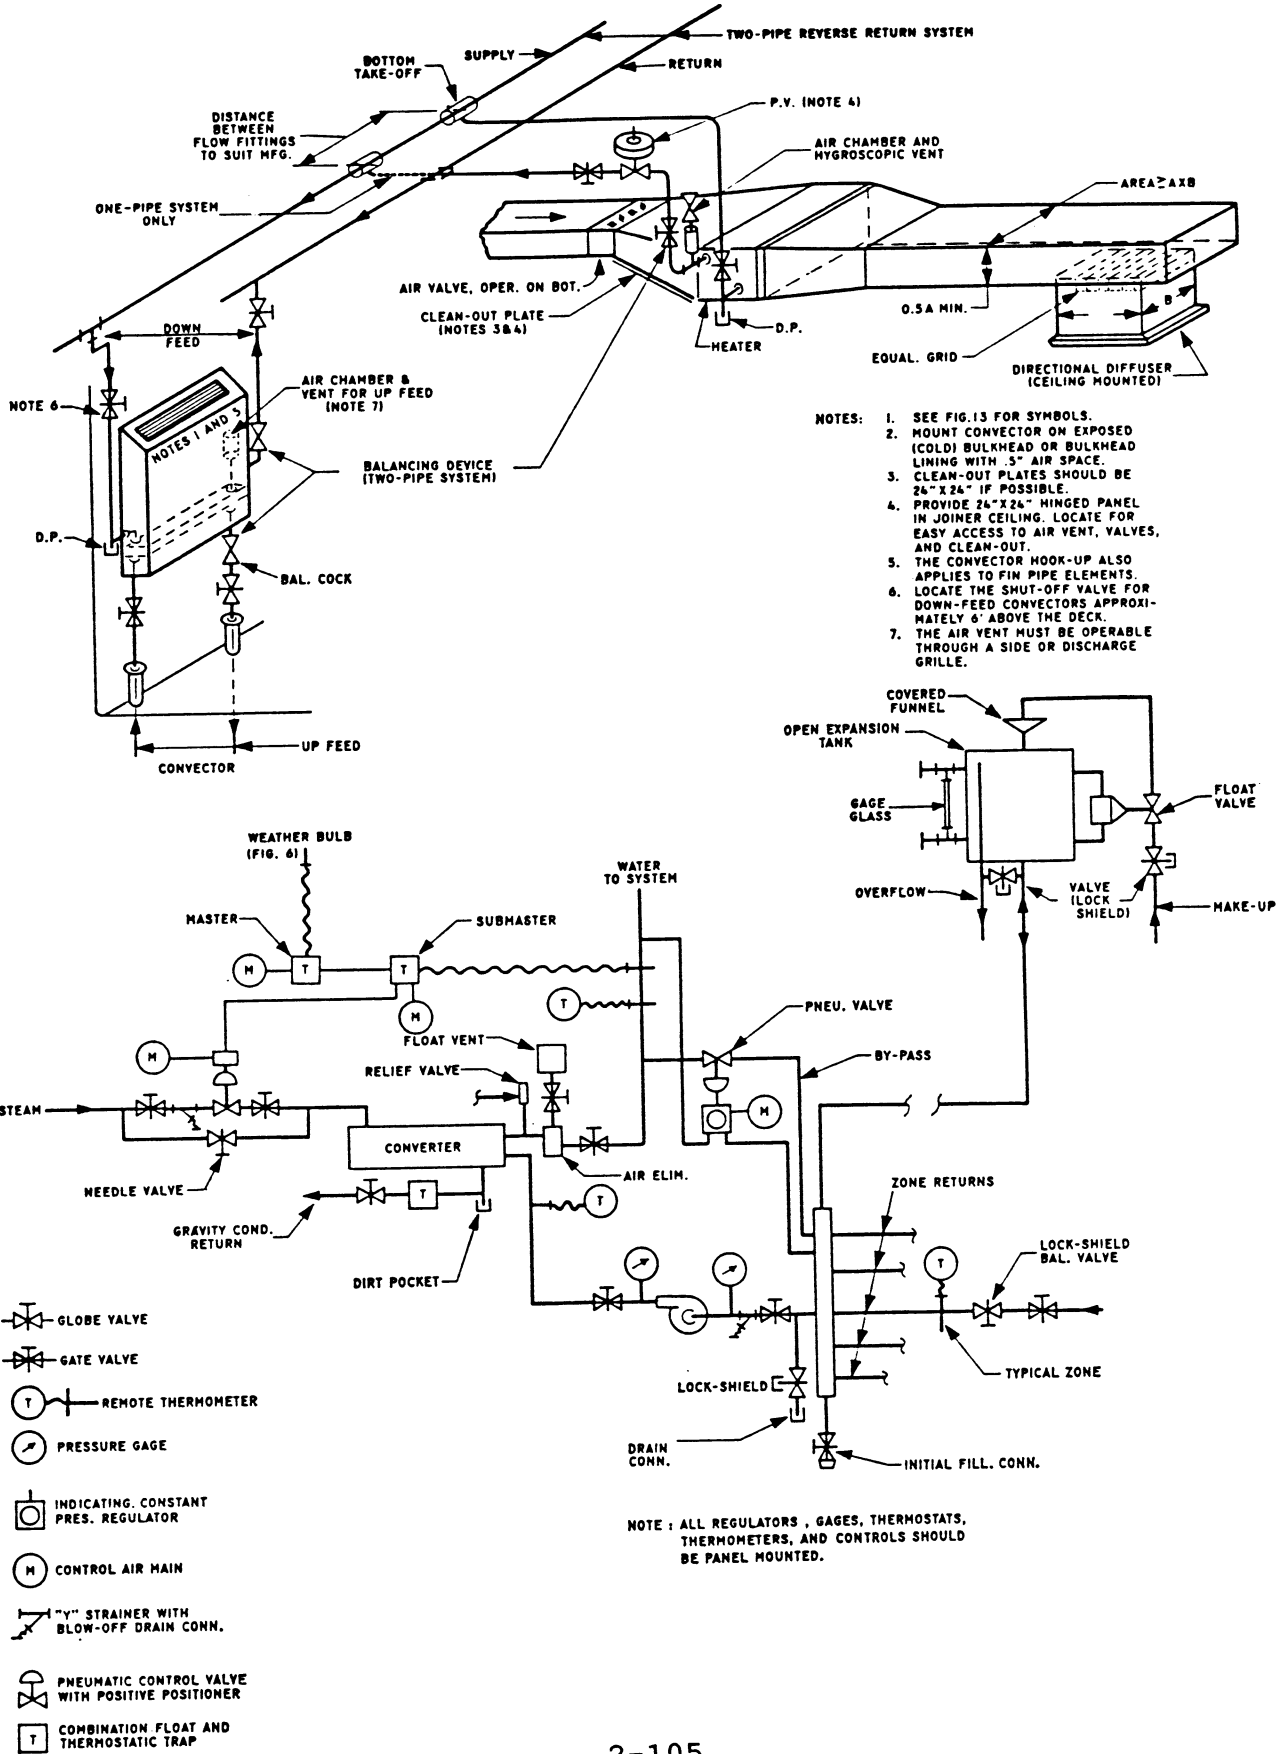 TWO-PIPE REVERSE RETURN SYSTEM
SUPPLY
RETURN
BOTTOM
TAKE-OFF
P.V. (NOTE 4)
DISTANCE
BETWEEN
FLOW FITTINGS
TO SUIT MFG.
AIR CHAMBER AND
HYGROSCOPIC VENT
AREA ≥ AXB
ONE-PIPE SYSTEM
ONLY
AIR VALVE, OPER. ON BOT.
CLEAN-OUT PLATE
(NOTES 3&4)
0.5A MIN.
B
D.P.
HEATER
EQUAL. GRID
DIRECTIONAL DIFFUSER
(CEILING MOUNTED)
DOWN
FEED
NOTE 6
AIR CHAMBER &
VENT FOR UP FEED
(NOTE 7)
NOTES 1 AND 5
BALANCING DEVICE
(TWO-PIPE SYSTEM)
D.P.
BAL. COCK
UP FEED
CONVECTOR
NOTES: 1. SEE FIG.13 FOR SYMBOLS.
2. MOUNT CONVECTOR ON EXPOSED
(COLD) BULKHEAD OR BULKHEAD
LINING WITH .5" AIR SPACE.
3. CLEAN-OUT PLATES SHOULD BE
24"X24" IF POSSIBLE.
4. PROVIDE 24"X24" HINGED PANEL
IN JOINER CEILING. LOCATE FOR
EASY ACCESS TO AIR VENT, VALVES,
AND CLEAN-OUT.
5. THE CONVECTOR HOOK-UP ALSO
APPLIES TO FIN PIPE ELEMENTS.
6. LOCATE THE SHUT-OFF VALVE FOR
DOWN-FEED CONVECTORS APPROXI-
MATELY 6' ABOVE THE DECK.
7. THE AIR VENT MUST BE OPERABLE
THROUGH A SIDE OR DISCHARGE
GRILLE.
COVERED
FUNNEL
OPEN EXPANSION
TANK
GAGE
GLASS
FLOAT
VALVE
OVERFLOW
VALVE
(LOCK
SHIELD)
MAKE-UP
WEATHER BULB
(FIG. 6)
WATER
TO SYSTEM
MASTER
SUBMASTER
M
T
T
M
T
FLOAT VENT
PNEU. VALVE
M
RELIEF VALVE
BY-PASS
STEAM
M
CONVERTER
AIR ELIM.
NEEDLE VALVE
T
T
ZONE RETURNS
GRAVITY COND.
RETURN
DIRT POCKET
T
LOCK-SHIELD
BAL. VALVE
TYPICAL ZONE
LOCK-SHIELD
DRAIN
CONN.
INITIAL FILL. CONN.
GLOBE VALVE
GATE VALVE
T
REMOTE THERMOMETER
PRESSURE GAGE
INDICATING. CONSTANT
PRES. REGULATOR
M
CONTROL AIR MAIN
"Y" STRAINER WITH
BLOW-OFF DRAIN CONN.
PNEUMATIC CONTROL VALVE
WITH POSITIVE POSITIONER
T
COMBINATION FLOAT AND
THERMOSTATIC TRAP
NOTE : ALL REGULATORS , GAGES, THERMOSTATS,
THERMOMETERS, AND CONTROLS SHOULD
BE PANEL MOUNTED.
2-105